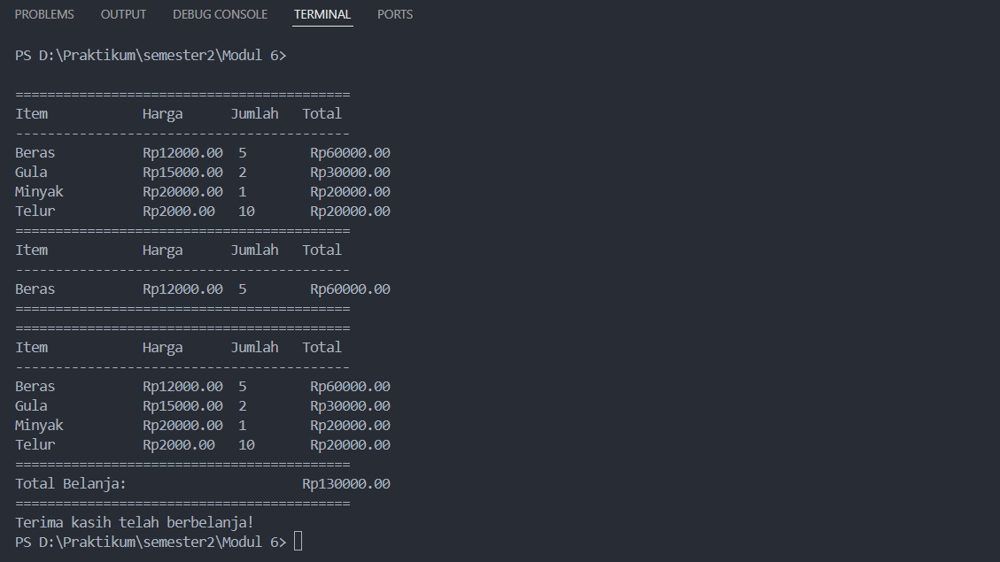 PROBLEMS OUTPUT DEBUG CONSOLE TERMINAL PORTS
PS D:\Praktikum\semester2\Modul 6>
==========================================
Item            Harga      Jumlah   Total
------------------------------------------
Beras           Rp12000.00  5        Rp60000.00
Gula            Rp15000.00  2        Rp30000.00
Minyak          Rp20000.00  1        Rp20000.00
Telur           Rp2000.00   10       Rp20000.00
==========================================
Item            Harga      Jumlah   Total
------------------------------------------
Beras           Rp12000.00  5        Rp60000.00
==========================================
==========================================
Item            Harga      Jumlah   Total
------------------------------------------
Beras           Rp12000.00  5        Rp60000.00
Gula            Rp15000.00  2        Rp30000.00
Minyak          Rp20000.00  1        Rp20000.00
Telur           Rp2000.00   10       Rp20000.00
==========================================
Total Belanja:                      Rp130000.00
==========================================
Terima kasih telah berbelanja!
PS D:\Praktikum\semester2\Modul 6>